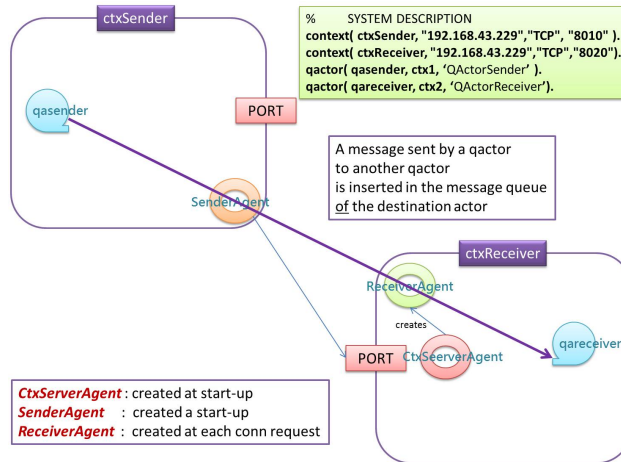 ctxSender
% SYSTEM DESCRIPTION
context( ctxSender, "192.168.43.229","TCP", "8010" ).
context( ctxReceiver, "192.168.43.229","TCP","8020").
qactor( qasender, ctx1, ‘QActorSender’ ).
qactor( qareceiver, ctx2, ‘QActorReceiver’).
qasender
PORT
A message sent by a qactor
to another qactor
is inserted in the message queue
of the destination actor
SenderAgent
ctxReceiver
ReceiverAgent
creates
PORT
CtxSeerverAgent
qareceiver
CtxServerAgent : created at start-up
SenderAgent : created a start-up
ReceiverAgent : created at each conn request